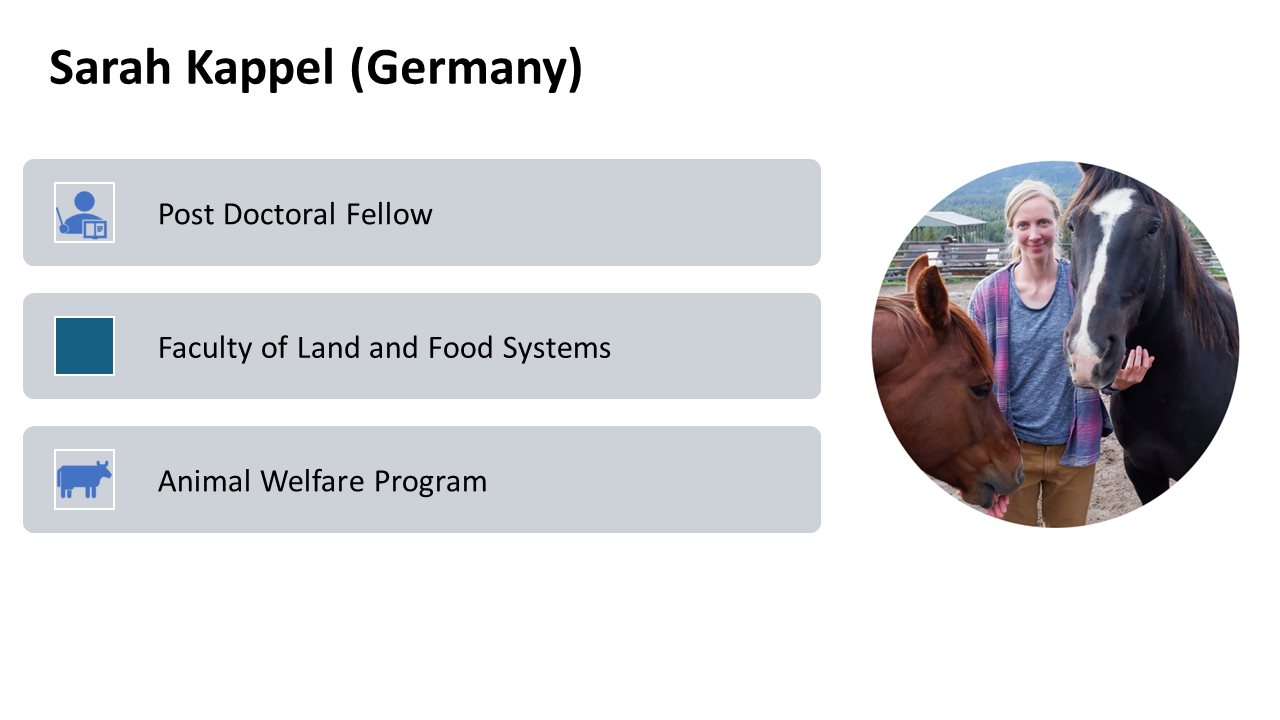 Sarah Kappel (Germany)
Post Doctoral Fellow
Faculty of Land and Food Systems
Animal Welfare Program